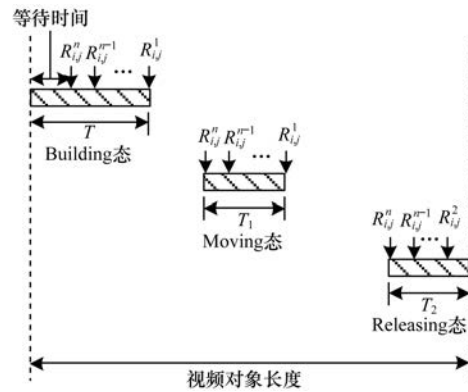 等待时间
R_{i,j}^{n} R_{i,j}^{n-1} ... R_{i,j}^{1}
T
Building态
R_{i,j}^{n} R_{i,j}^{n-1} ... R_{i,j}^{1}
T_1
Moving态
R_{i,j}^{n} R_{i,j}^{n-1} ... R_{i,j}^{2}
T_2
Releasing态
视频对象长度